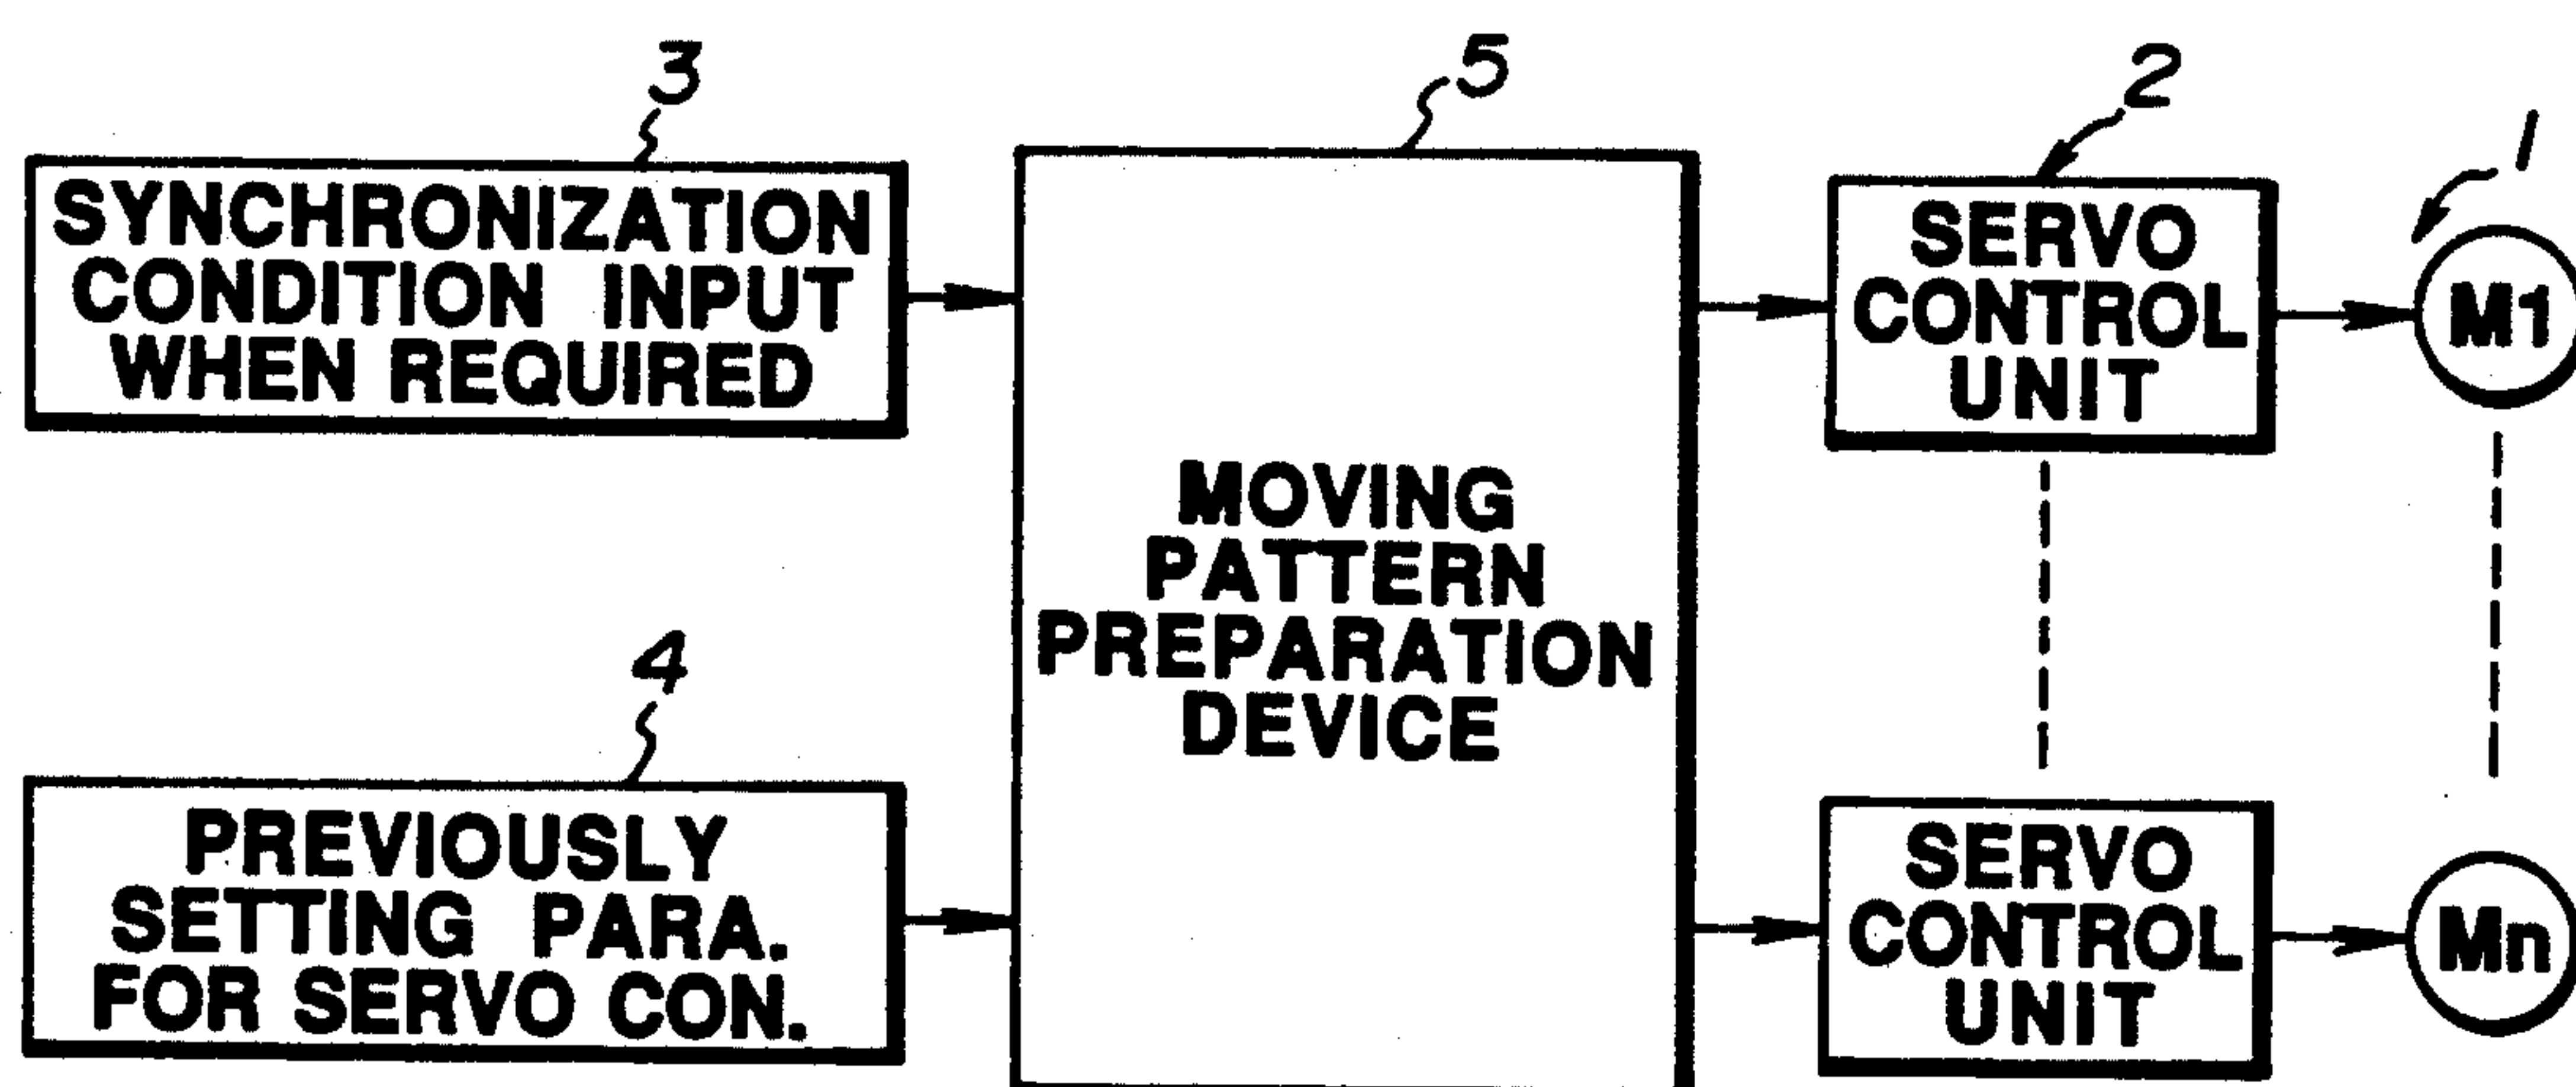 3
5
2
1
SYNCHRONIZATION
CONDITION INPUT
WHEN REQUIRED
SERVO
CONTROL
UNIT
M1
MOVING
PATTERN
PREPARATION
DEVICE
4
PREVIOUSLY
SETTING PARA.
FOR SERVO CON.
SERVO
CONTROL
UNIT
Mn